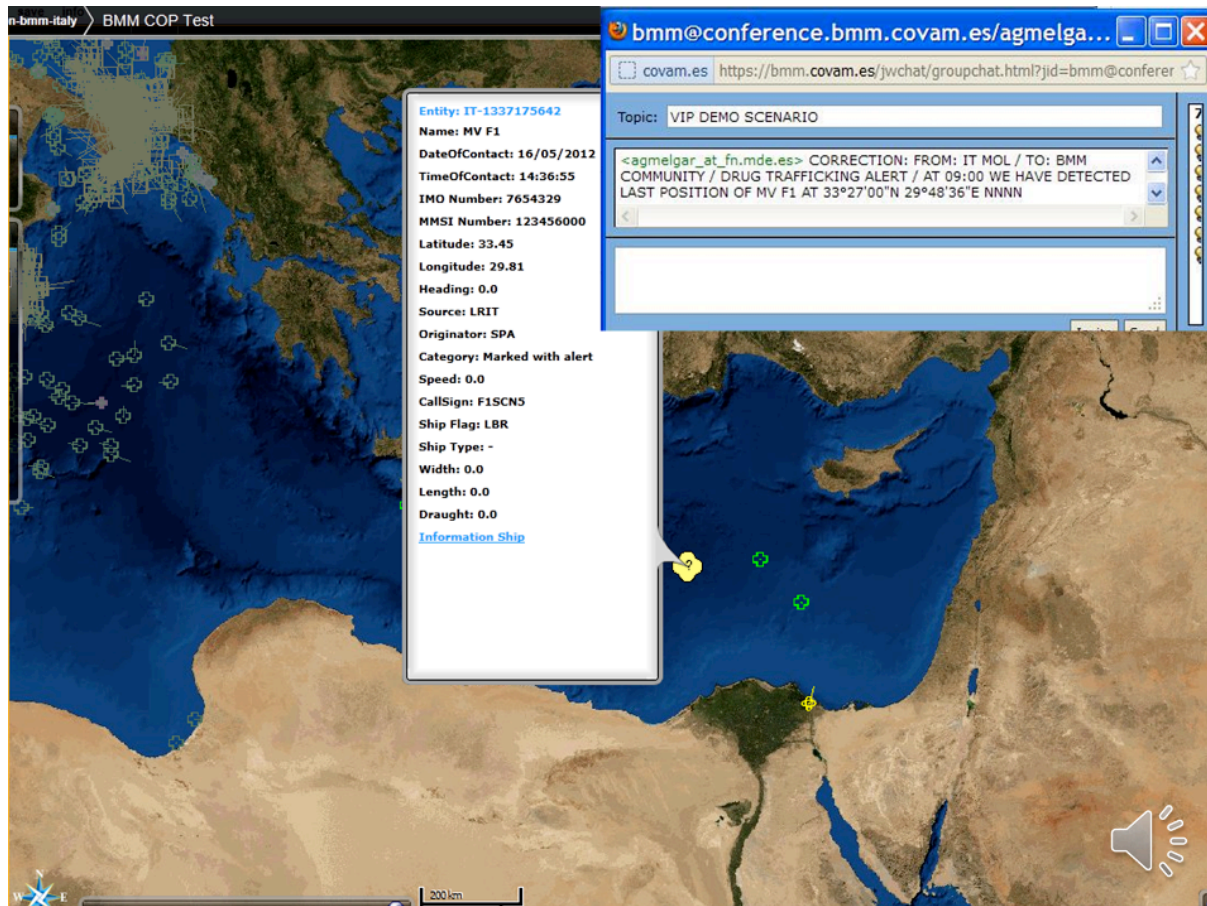 save info
n-bmm-italy
BMM COP Test
bmm@conference.bmm.covam.es/agmelga...
covam.es https://bmm.covam.es/jwchat/groupchat.html?jid=bmm@conferer
Topic: VIP DEMO SCENARIO
<agmelgar_at_fn.mde.es> CORRECTION: FROM: IT MOL / TO: BMM
COMMUNITY / DRUG TRAFFICKING ALERT / AT 09:00 WE HAVE DETECTED
LAST POSITION OF MV F1 AT 33°27'00"N 29°48'36"E NNNN
7
Entity: IT-1337175642
Name: MV F1
DateOfContact: 16/05/2012
TimeOfContact: 14:36:55
IMO Number: 7654329
MMSI Number: 123456000
Latitude: 33.45
Longitude: 29.81
Heading: 0.0
Source: LRIT
Originator: SPA
Category: Marked with alert
Speed: 0.0
CallSign: F1SCN5
Ship Flag: LBR
Ship Type: -
Width: 0.0
Length: 0.0
Draught: 0.0
Information Ship
?
N
W E
200 km